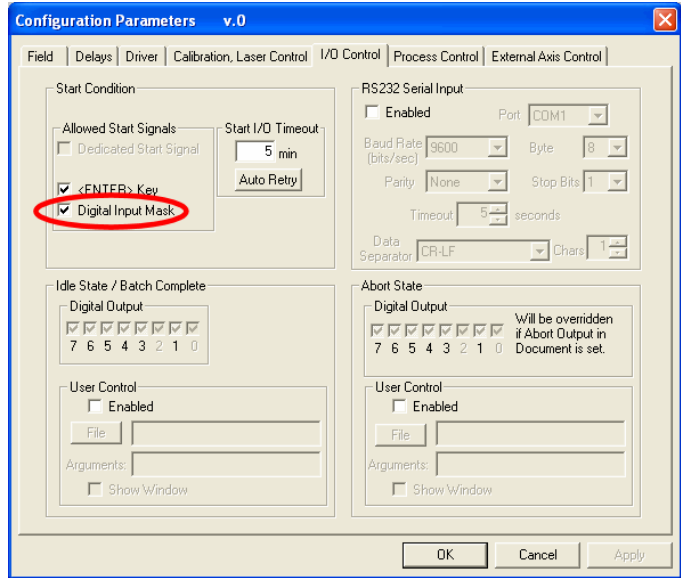 Configuration Parameters v.0
Field Delays Driver Calibration, Laser Control I/O Control Process Control External Axis Control
Start Condition
Allowed Start Signals
Dedicated Start Signal
<ENTER> Key
Digital Input Mask
Start I/O Timeout
5 min
Auto Retry
RS232 Serial Input
Enabled Port COM1
Baud Rate (bits/sec) 9600 Byte 8
Parity None Stop Bits 1
Timeout 5 seconds
Data Separator CR-LF Chars 1
Idle State / Batch Complete
Digital Output
7 6 5 4 3 2 1 0
User Control
Enabled
File
Arguments:
Show Window
Abort State
Digital Output
7 6 5 4 3 2 1 0
Will be overridden
if Abort Output in
Document is set.
User Control
Enabled
File
Arguments:
Show Window
OK Cancel Apply